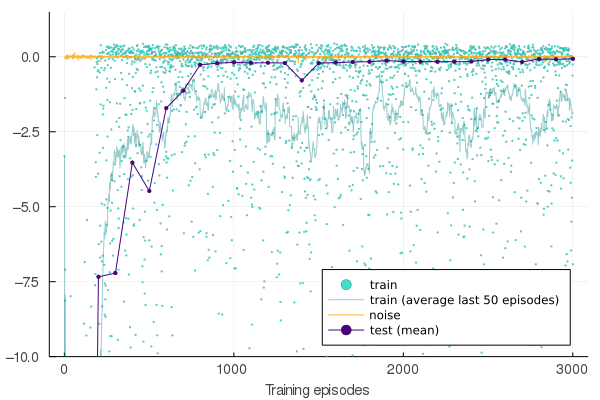 0.0
−2.5
−5.0
−7.5
−10.0
0 1000 2000 3000
Training episodes
train
train (average last 50 episodes)
noise
test (mean)